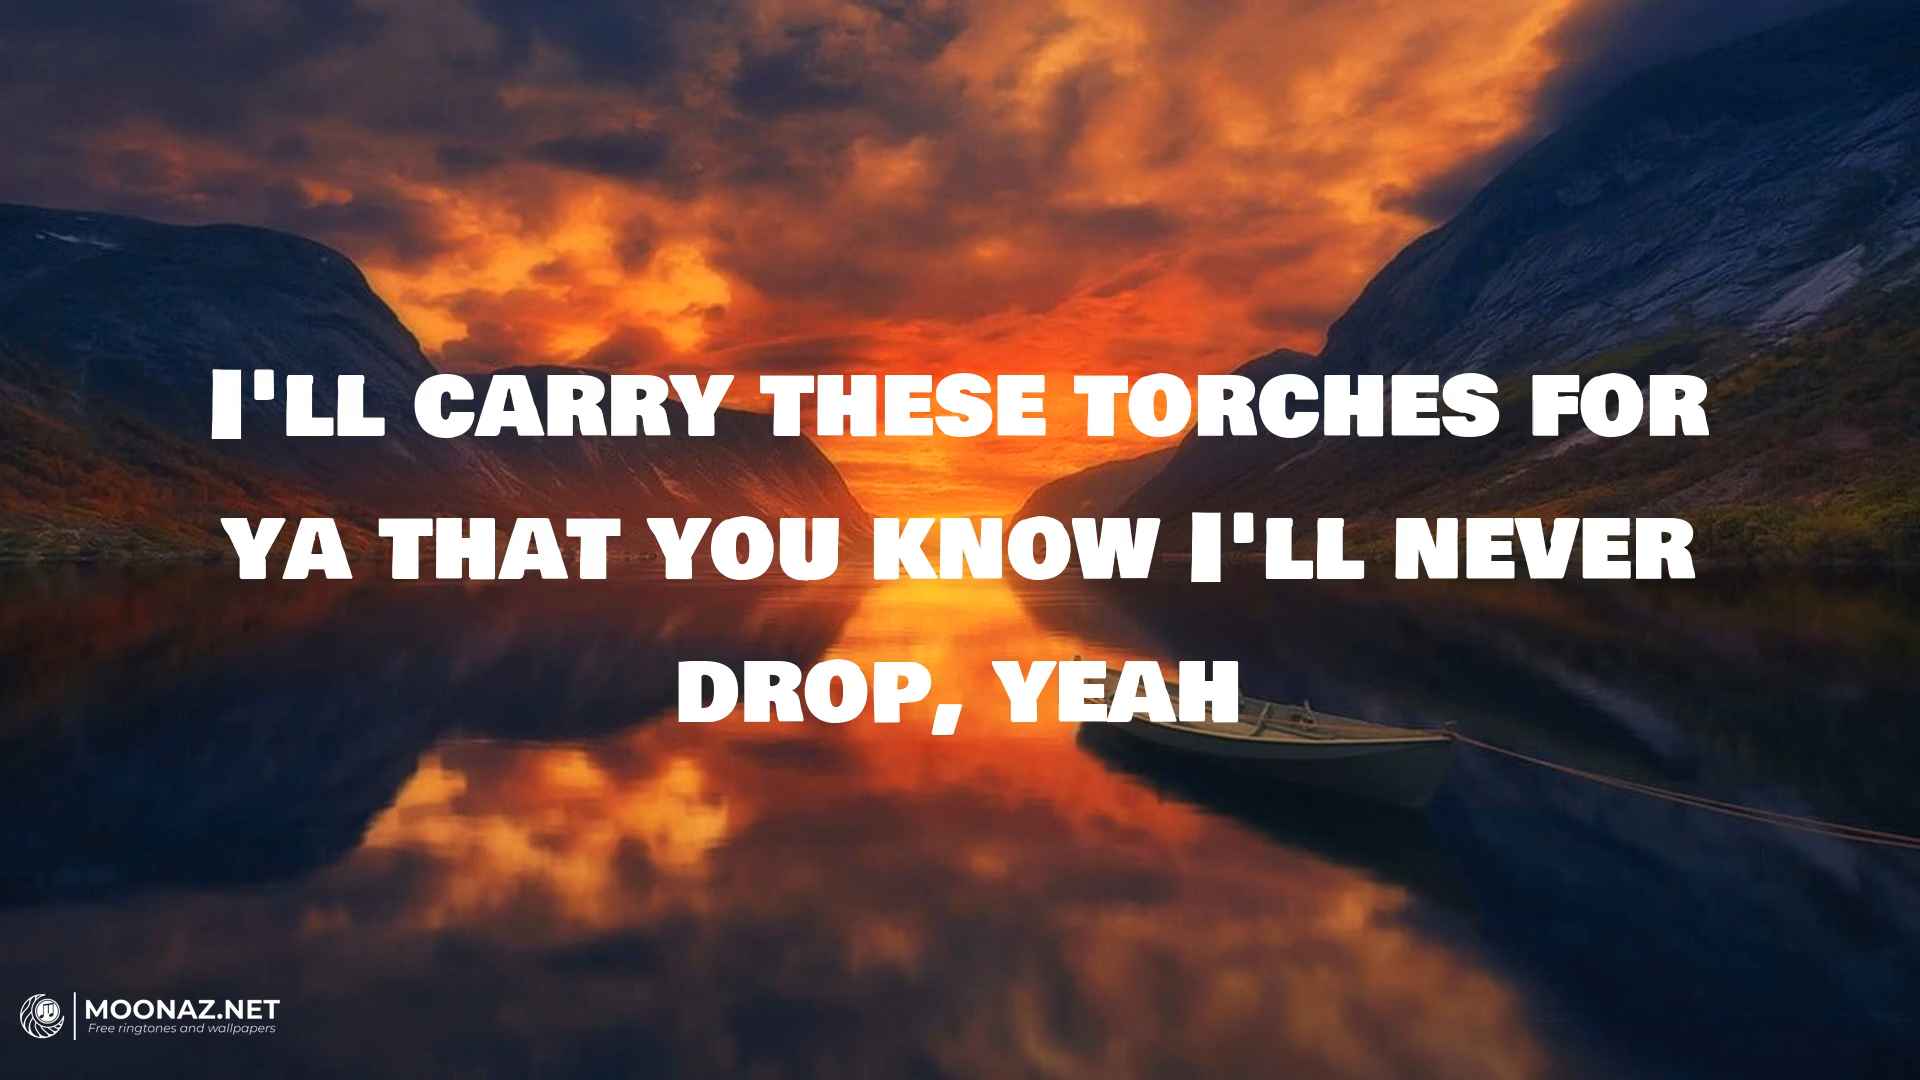 I'll carry these torches for
ya that you know I'll never
drop, yeah
MOONAZ.NET
Free ringtones and wallpapers